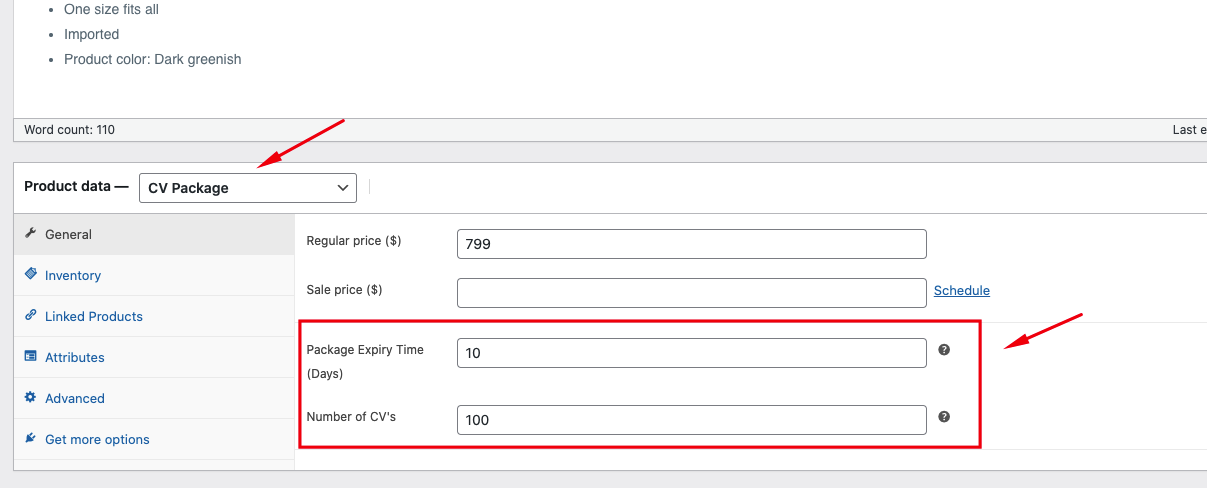 One size fits all
Imported
Product color: Dark greenish
Word count: 110
Last e
Product data — CV Package
General
Inventory
Linked Products
Attributes
Advanced
Get more options
Regular price ($) 799
Sale price ($) Schedule
Package Expiry Time
(Days) 10
Number of CV's 100